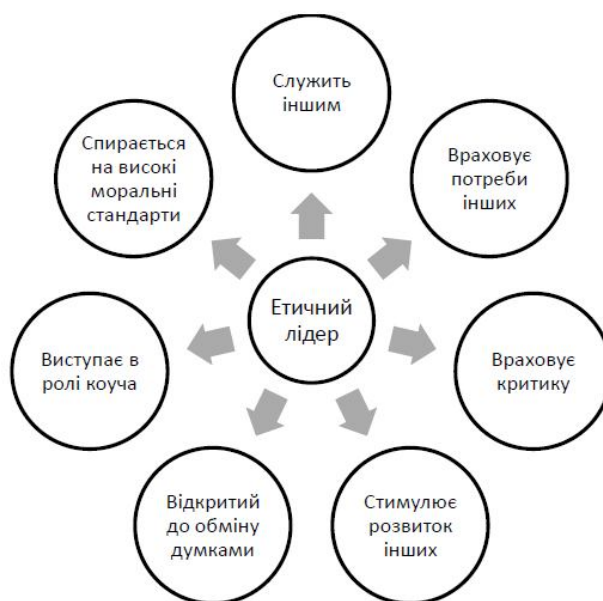 Служить
іншим
Враховує
потреби
інших
Враховує
критику
Стимулює
розвиток
інших
Відкритий
до обміну
думками
Виступає в
ролі коуча
Спирається
на високі
моральні
стандарти
Етичний
лідер